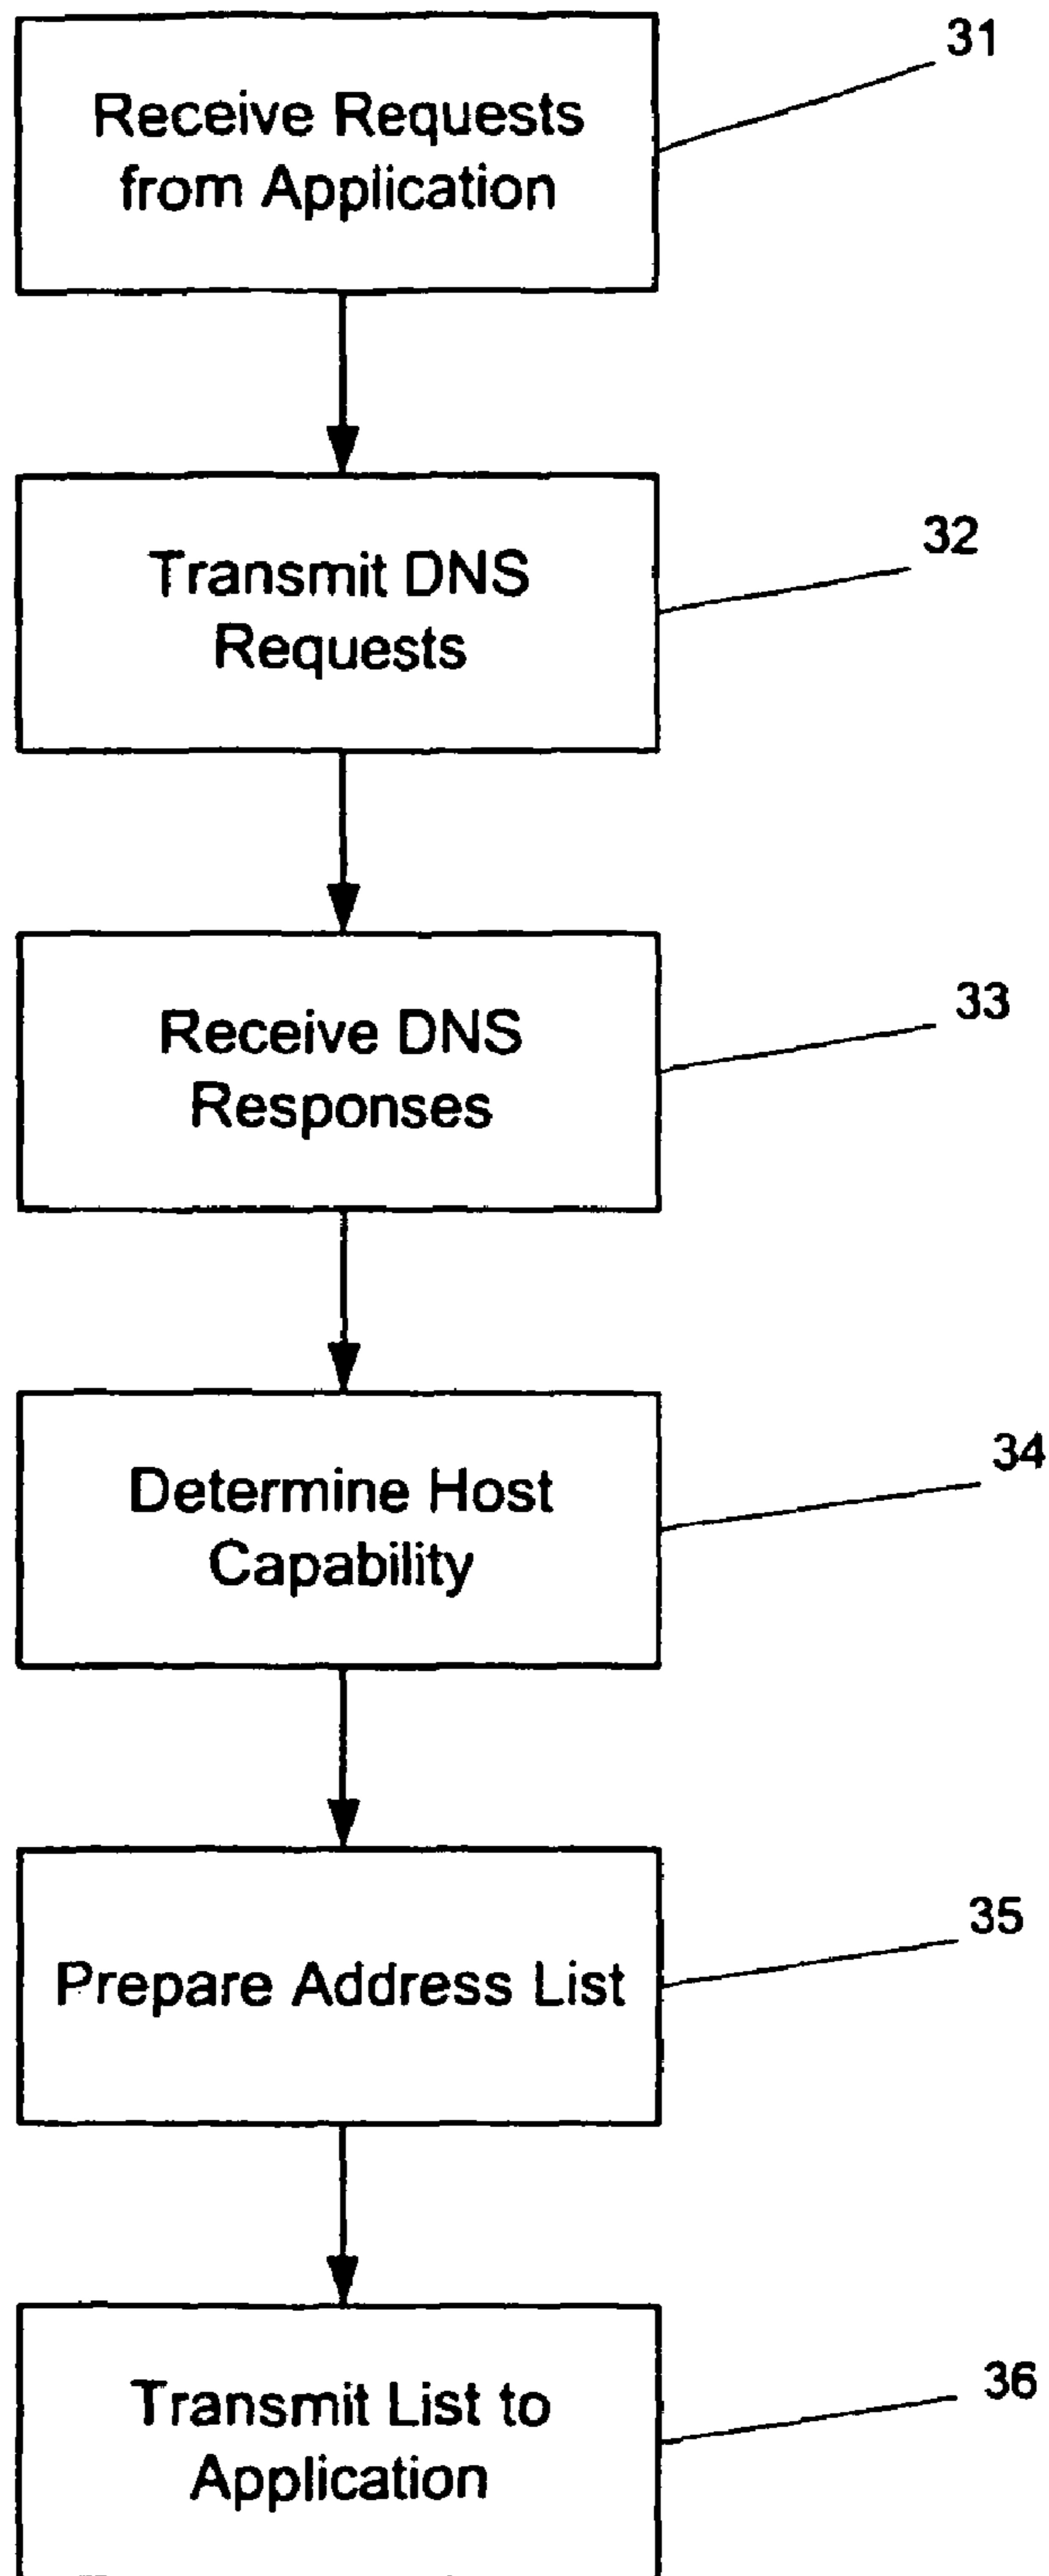 31
Receive Requests
from Application
32
Transmit DNS
Requests
33
Receive DNS
Responses
34
Determine Host
Capability
35
Prepare Address List
36
Transmit List to
Application